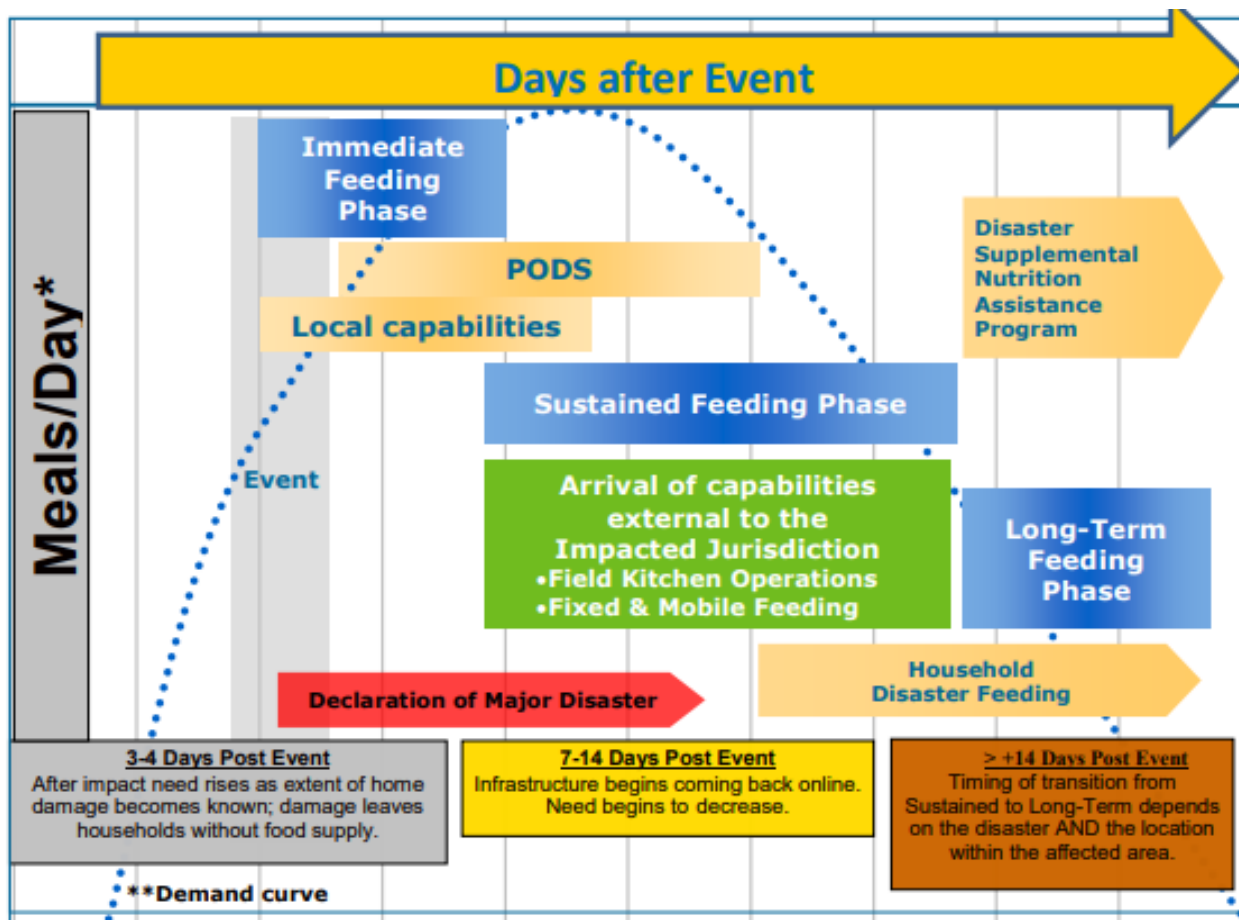 Days after Event
Meals/Day*
Immediate
Feeding
Phase
PODS
Local capabilities
Disaster
Supplemental
Nutrition
Assistance
Program
Sustained Feeding Phase
Event
Arrival of capabilities
external to the
Impacted Jurisdiction
•Field Kitchen Operations
•Fixed & Mobile Feeding
Long-Term
Feeding
Phase
Declaration of Major Disaster
Household
Disaster Feeding
3-4 Days Post Event
After impact need rises as extent of home
damage becomes known; damage leaves
households without food supply.
7-14 Days Post Event
Infrastructure begins coming back online.
Need begins to decrease.
> +14 Days Post Event
Timing of transition from
Sustained to Long-Term depends
on the disaster AND the location
within the affected area.
**Demand curve